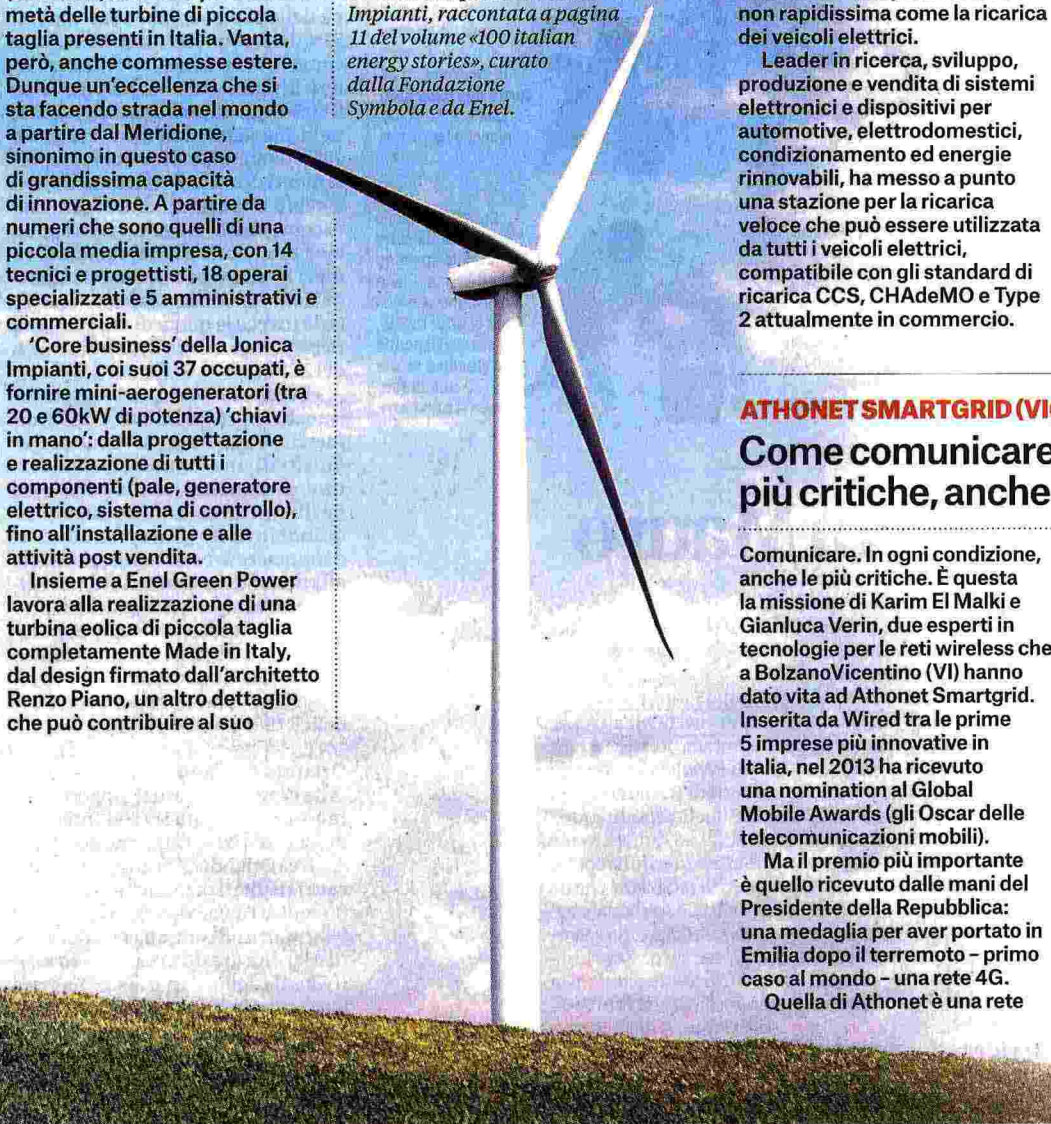 metà delle turbine di piccola
taglia presenti in Italia. Vanta,
però, anche commesse estere.
Dunque un'eccellenza che si
sta facendo strada nel mondo
a partire dal Meridione,
sinonimo in questo caso
di grandissima capacità
di innovazione. A partire da
numeri che sono quelli di una
piccola media impresa, con 14
tecnici e progettisti, 18 operai
specializzati e 5 amministrativi e
commerciali.
'Core business' della Jonica
Impianti, coi suoi 37 occupati, è
fornire mini-aerogeneratori (tra
20 e 60kW di potenza) 'chiavi
in mano': dalla progettazione
e realizzazione di tutti i
componenti (pale, generatore
elettrico, sistema di controllo),
fino all'installazione e alle
attività post vendita.
Insieme a Enel Green Power
lavora alla realizzazione di una
turbina eolica di piccola taglia
completamente Made in Italy,
dal design firmato dall'architetto
Renzo Piano, un altro dettaglio
che può contribuire al suo
Impianti, raccontata a pagina
11 del volume «100 italian
energy stories», curato
dalla Fondazione
Symbola e da Enel.
non rapidissima come la ricarica
dei veicoli elettrici.
Leader in ricerca, sviluppo,
produzione e vendita di sistemi
elettronici e dispositivi per
automotive, elettrodomestici,
condizionamento ed energie
rinnovabili, ha messo a punto
una stazione per la ricarica
veloce che può essere utilizzata
da tutti i veicoli elettrici,
compatibile con gli standard di
ricarica CCS, CHAdeMO e Type
2 attualmente in commercio.
ATHONET SMARTGRID (VI
Come comunicare
più critiche, anche
Comunicare. In ogni condizione,
anche le più critiche. È questa
la missione di Karim El Malki e
Gianluca Verin, due esperti in
tecnologie per le reti wireless che
a BolzanoVicentino (VI) hanno
dato vita ad Athonet Smartgrid.
Inserita da Wired tra le prime
5 imprese più innovative in
Italia, nel 2013 ha ricevuto
una nomination al Global
Mobile Awards (gli Oscar delle
telecomunicazioni mobili).
Ma il premio più importante
è quello ricevuto dalle mani del
Presidente della Repubblica:
una medaglia per aver portato in
Emilia dopo il terremoto – primo
caso al mondo – una rete 4G.
Quella di Athonet è una rete